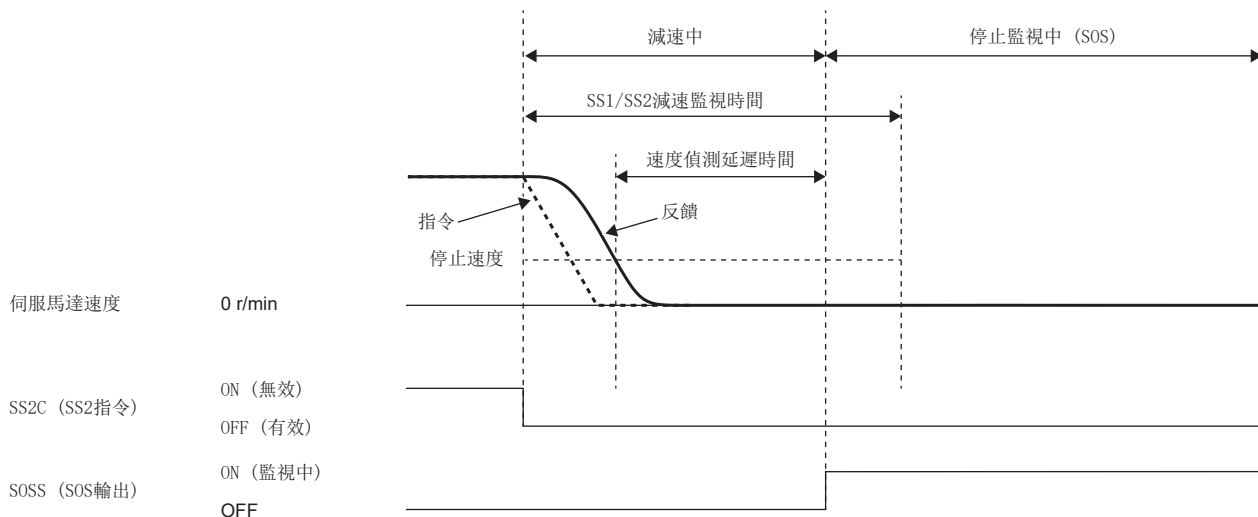 減速中
停止監視中 (SOS)
SS1/SS2減速監視時間
速度偵測延遲時間
指令
反饋
停止速度
伺服馬達速度
0 r/min
SS2C (SS2指令)
ON (無效)
OFF (有效)
SOSS (SOS輸出)
ON (監視中)
OFF